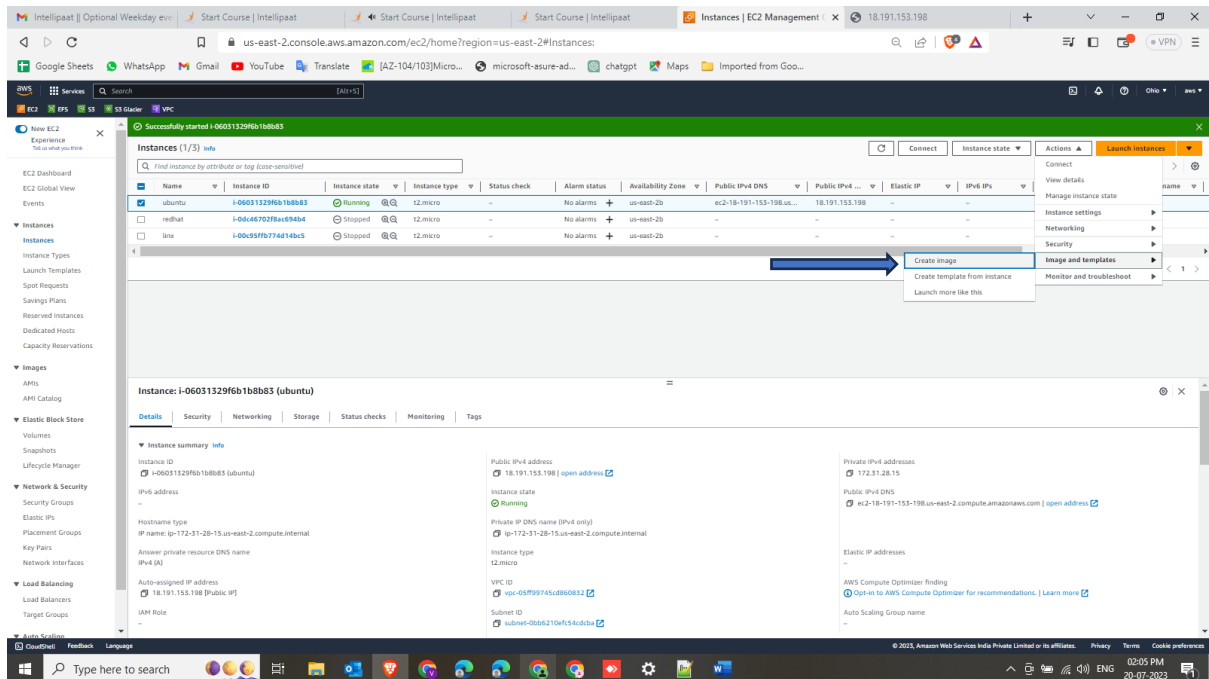 Intellipaat || Optional Weekday eve
Start Course | Intellipaat
Start Course | Intellipaat
Start Course | Intellipaat
Instances | EC2 Management C
18.191.153.198
us-east-2.console.aws.amazon.com/ec2/home?region=us-east-2#Instances:
VPN
Google Sheets WhatsApp Gmail YouTube Translate [AZ-104/103]Micro... microsoft-asure-ad... chatgpt Maps Imported from Goo...
aws Services Search [Alt+S] Ohio aws
EC2 EFS S3 S3 Glacier VPC
New EC2
Experience
Tell us what you think
Successfully started i-06031329f6b1b8b83
Instances (1/3) Info
Connect Instance state Actions Launch instances
Find instance by attribute or tag (case-sensitive)
Name Instance ID Instance state Instance type Status check Alarm status Availability Zone Public IPv4 DNS Public IPv4 ... Elastic IP IPv6 IPs name
ubuntu i-06031329f6b1b8b83 Running t2.micro – No alarms + us-east-2b ec2-18-191-153-198.us... 18.191.153.198 – –
redhat i-0dc46702f8ac694b4 Stopped t2.micro – No alarms + us-east-2b – – – –
linx i-00c95ffb774d14bc5 Stopped t2.micro – No alarms + us-east-2b – – – –
Connect
View details
Manage instance state
Instance settings
Networking
Security
Image and templates
Monitor and troubleshoot
Create image
Create template from instance
Launch more like this
1
EC2 Dashboard
EC2 Global View
Events
Instances
Instances
Instance Types
Launch Templates
Spot Requests
Savings Plans
Reserved Instances
Dedicated Hosts
Capacity Reservations
Images
AMIs
AMI Catalog
Elastic Block Store
Volumes
Snapshots
Lifecycle Manager
Network & Security
Security Groups
Elastic IPs
Placement Groups
Key Pairs
Network Interfaces
Load Balancing
Load Balancers
Target Groups
Auto Scaling
Instance: i-06031329f6b1b8b83 (ubuntu)
Details Security Networking Storage Status checks Monitoring Tags
Instance summary Info
Instance ID
i-06031329f6b1b8b83 (ubuntu)
Public IPv4 address
18.191.153.198 | open address
Private IPv4 addresses
172.31.28.15
IPv6 address
–
Instance state
Running
Public IPv4 DNS
ec2-18-191-153-198.us-east-2.compute.amazonaws.com | open address
Hostname type
IP name: ip-172-31-28-15.us-east-2.compute.internal
Private IP DNS name (IPv4 only)
ip-172-31-28-15.us-east-2.compute.internal
Answer private resource DNS name
IPv4 (A)
Instance type
t2.micro
Elastic IP addresses
–
Auto-assigned IP address
18.191.153.198 [Public IP]
VPC ID
vpc-05ff99745cd860832
AWS Compute Optimizer finding
Opt-in to AWS Compute Optimizer for recommendations. | Learn more
IAM Role
–
Subnet ID
subnet-0bb6210efc54cdcba
Auto Scaling Group name
–
CloudShell Feedback Language
© 2023, Amazon Web Services India Private Limited or its affiliates. Privacy Terms Cookie preferences
Type here to search
ENG
02:05 PM
20-07-2023
1